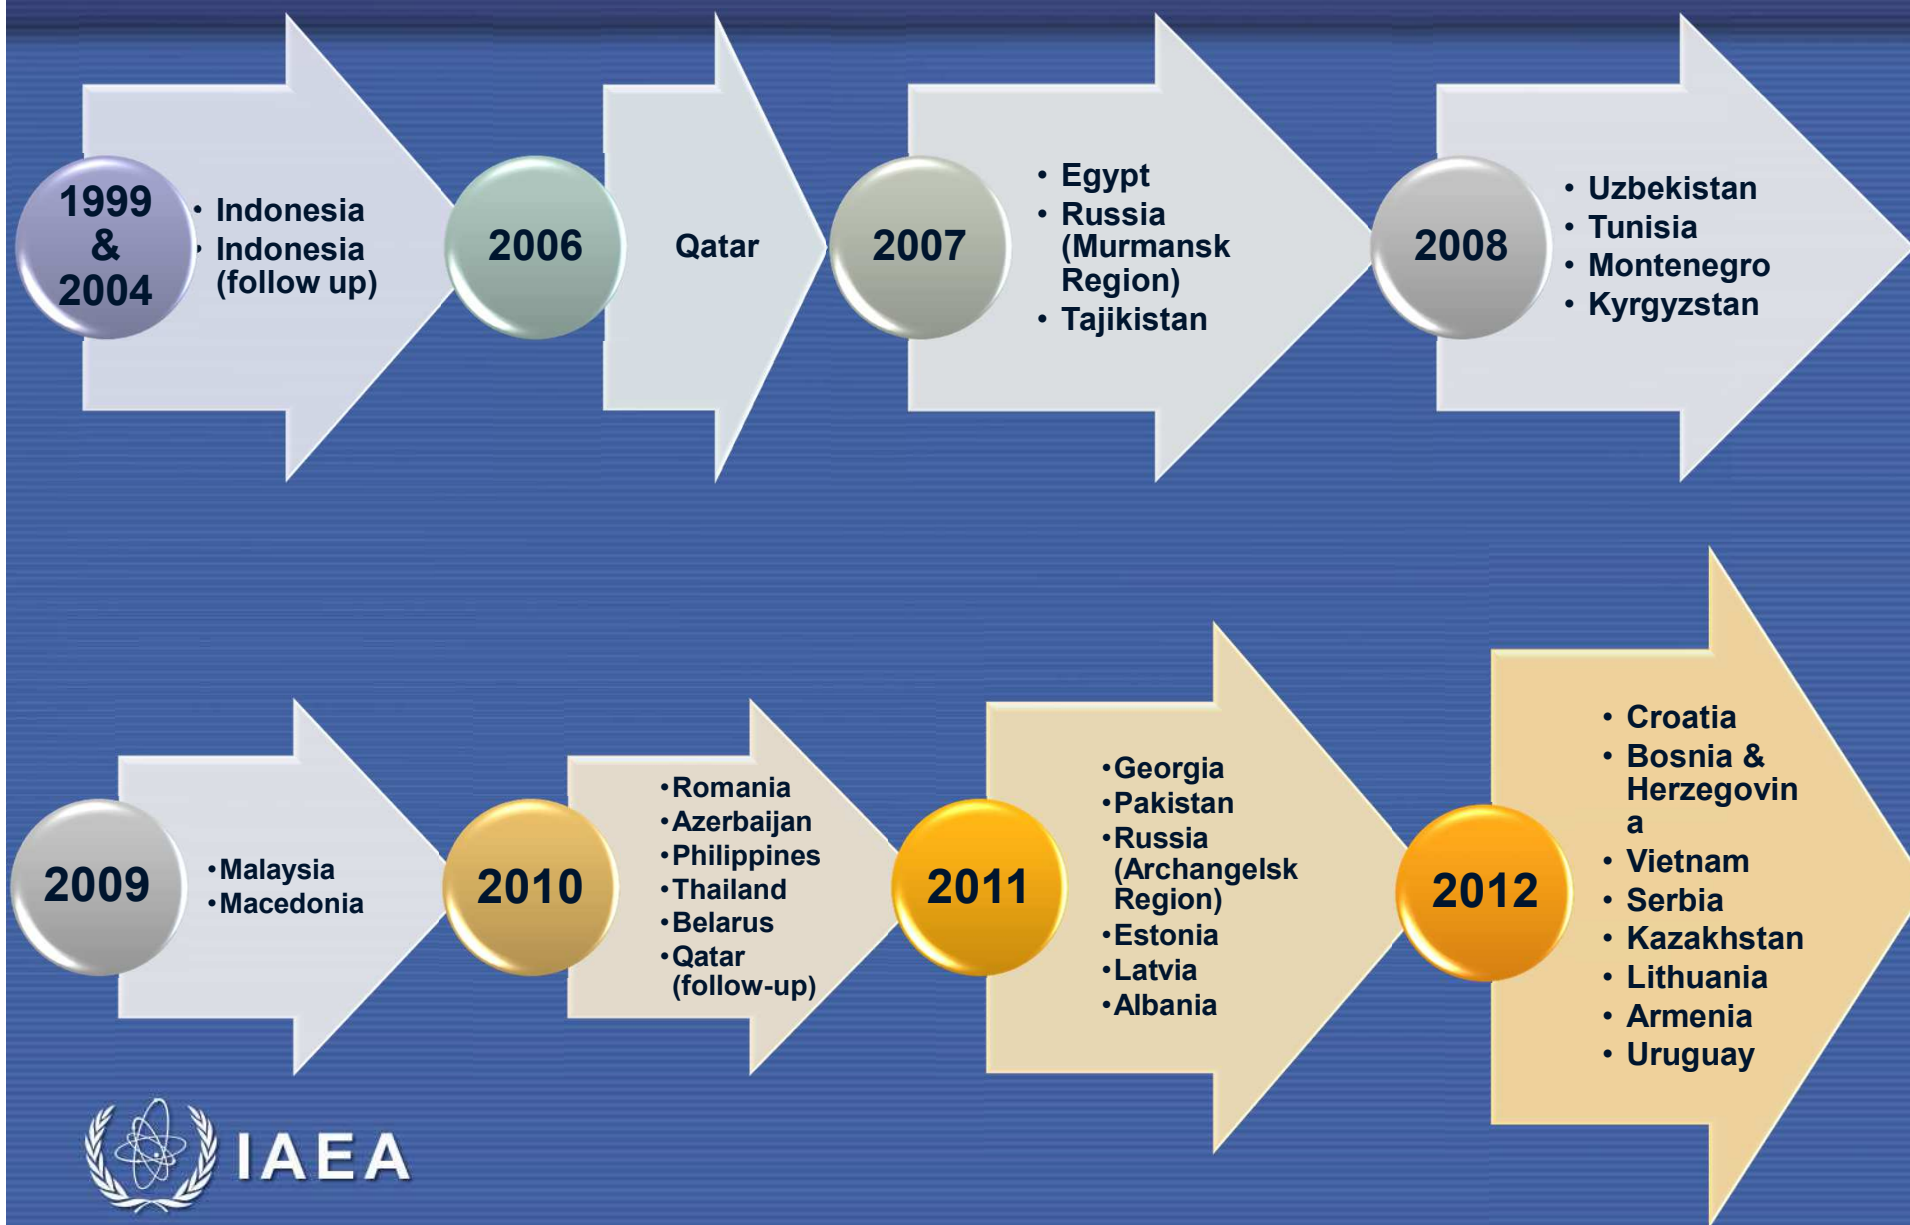 1999
&
2004
• Indonesia
• Indonesia
(follow up)
2006
Qatar
2007
• Egypt
• Russia
(Murmansk
Region)
• Tajikistan
2008
• Uzbekistan
• Tunisia
• Montenegro
• Kyrgyzstan
2009
• Malaysia
• Macedonia
2010
• Romania
• Azerbaijan
• Philippines
• Thailand
• Belarus
• Qatar
(follow-up)
2011
• Georgia
• Pakistan
• Russia
(Archangelsk
Region)
• Estonia
• Latvia
• Albania
2012
• Croatia
• Bosnia &
Herzegovin
a
• Vietnam
• Serbia
• Kazakhstan
• Lithuania
• Armenia
• Uruguay
IAEA